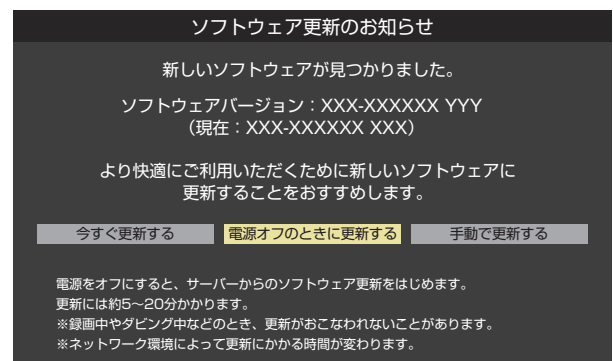 ソフトウェア更新のお知らせ
新しいソフトウェアが見つかりました。
ソフトウェアバージョン：XXX-XXXXXX YYY
（現在：XXX-XXXXXX XXX）
より快適にご利用いただくために新しいソフトウェアに
更新することをおすすめします。
今すぐ更新する 電源オフのときに更新する 手動で更新する
電源をオフにすると、サーバーからのソフトウェア更新をはじめます。
更新には約5～20分かかります。
※録画中やダビング中などのとき、更新がおこなわれないことがあります。
※ネットワーク環境によって更新にかかる時間が変わります。